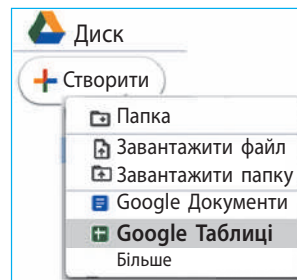 Диск
Створити
Папка
Завантажити файл
Завантажити папку
Google Документи
Google Таблиці
Більше